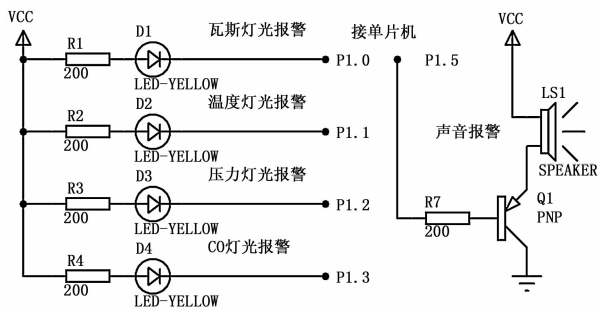 VCC
R1
200
D1
LED-YELLOW
瓦斯灯光报警
P1.0
R2
200
D2
LED-YELLOW
温度灯光报警
P1.1
R3
200
D3
LED-YELLOW
压力灯光报警
P1.2
R4
200
D4
LED-YELLOW
CO灯光报警
P1.3
接单片机
P1.5
VCC
LS1
声音报警
SPEAKER
R7
200
Q1
PNP